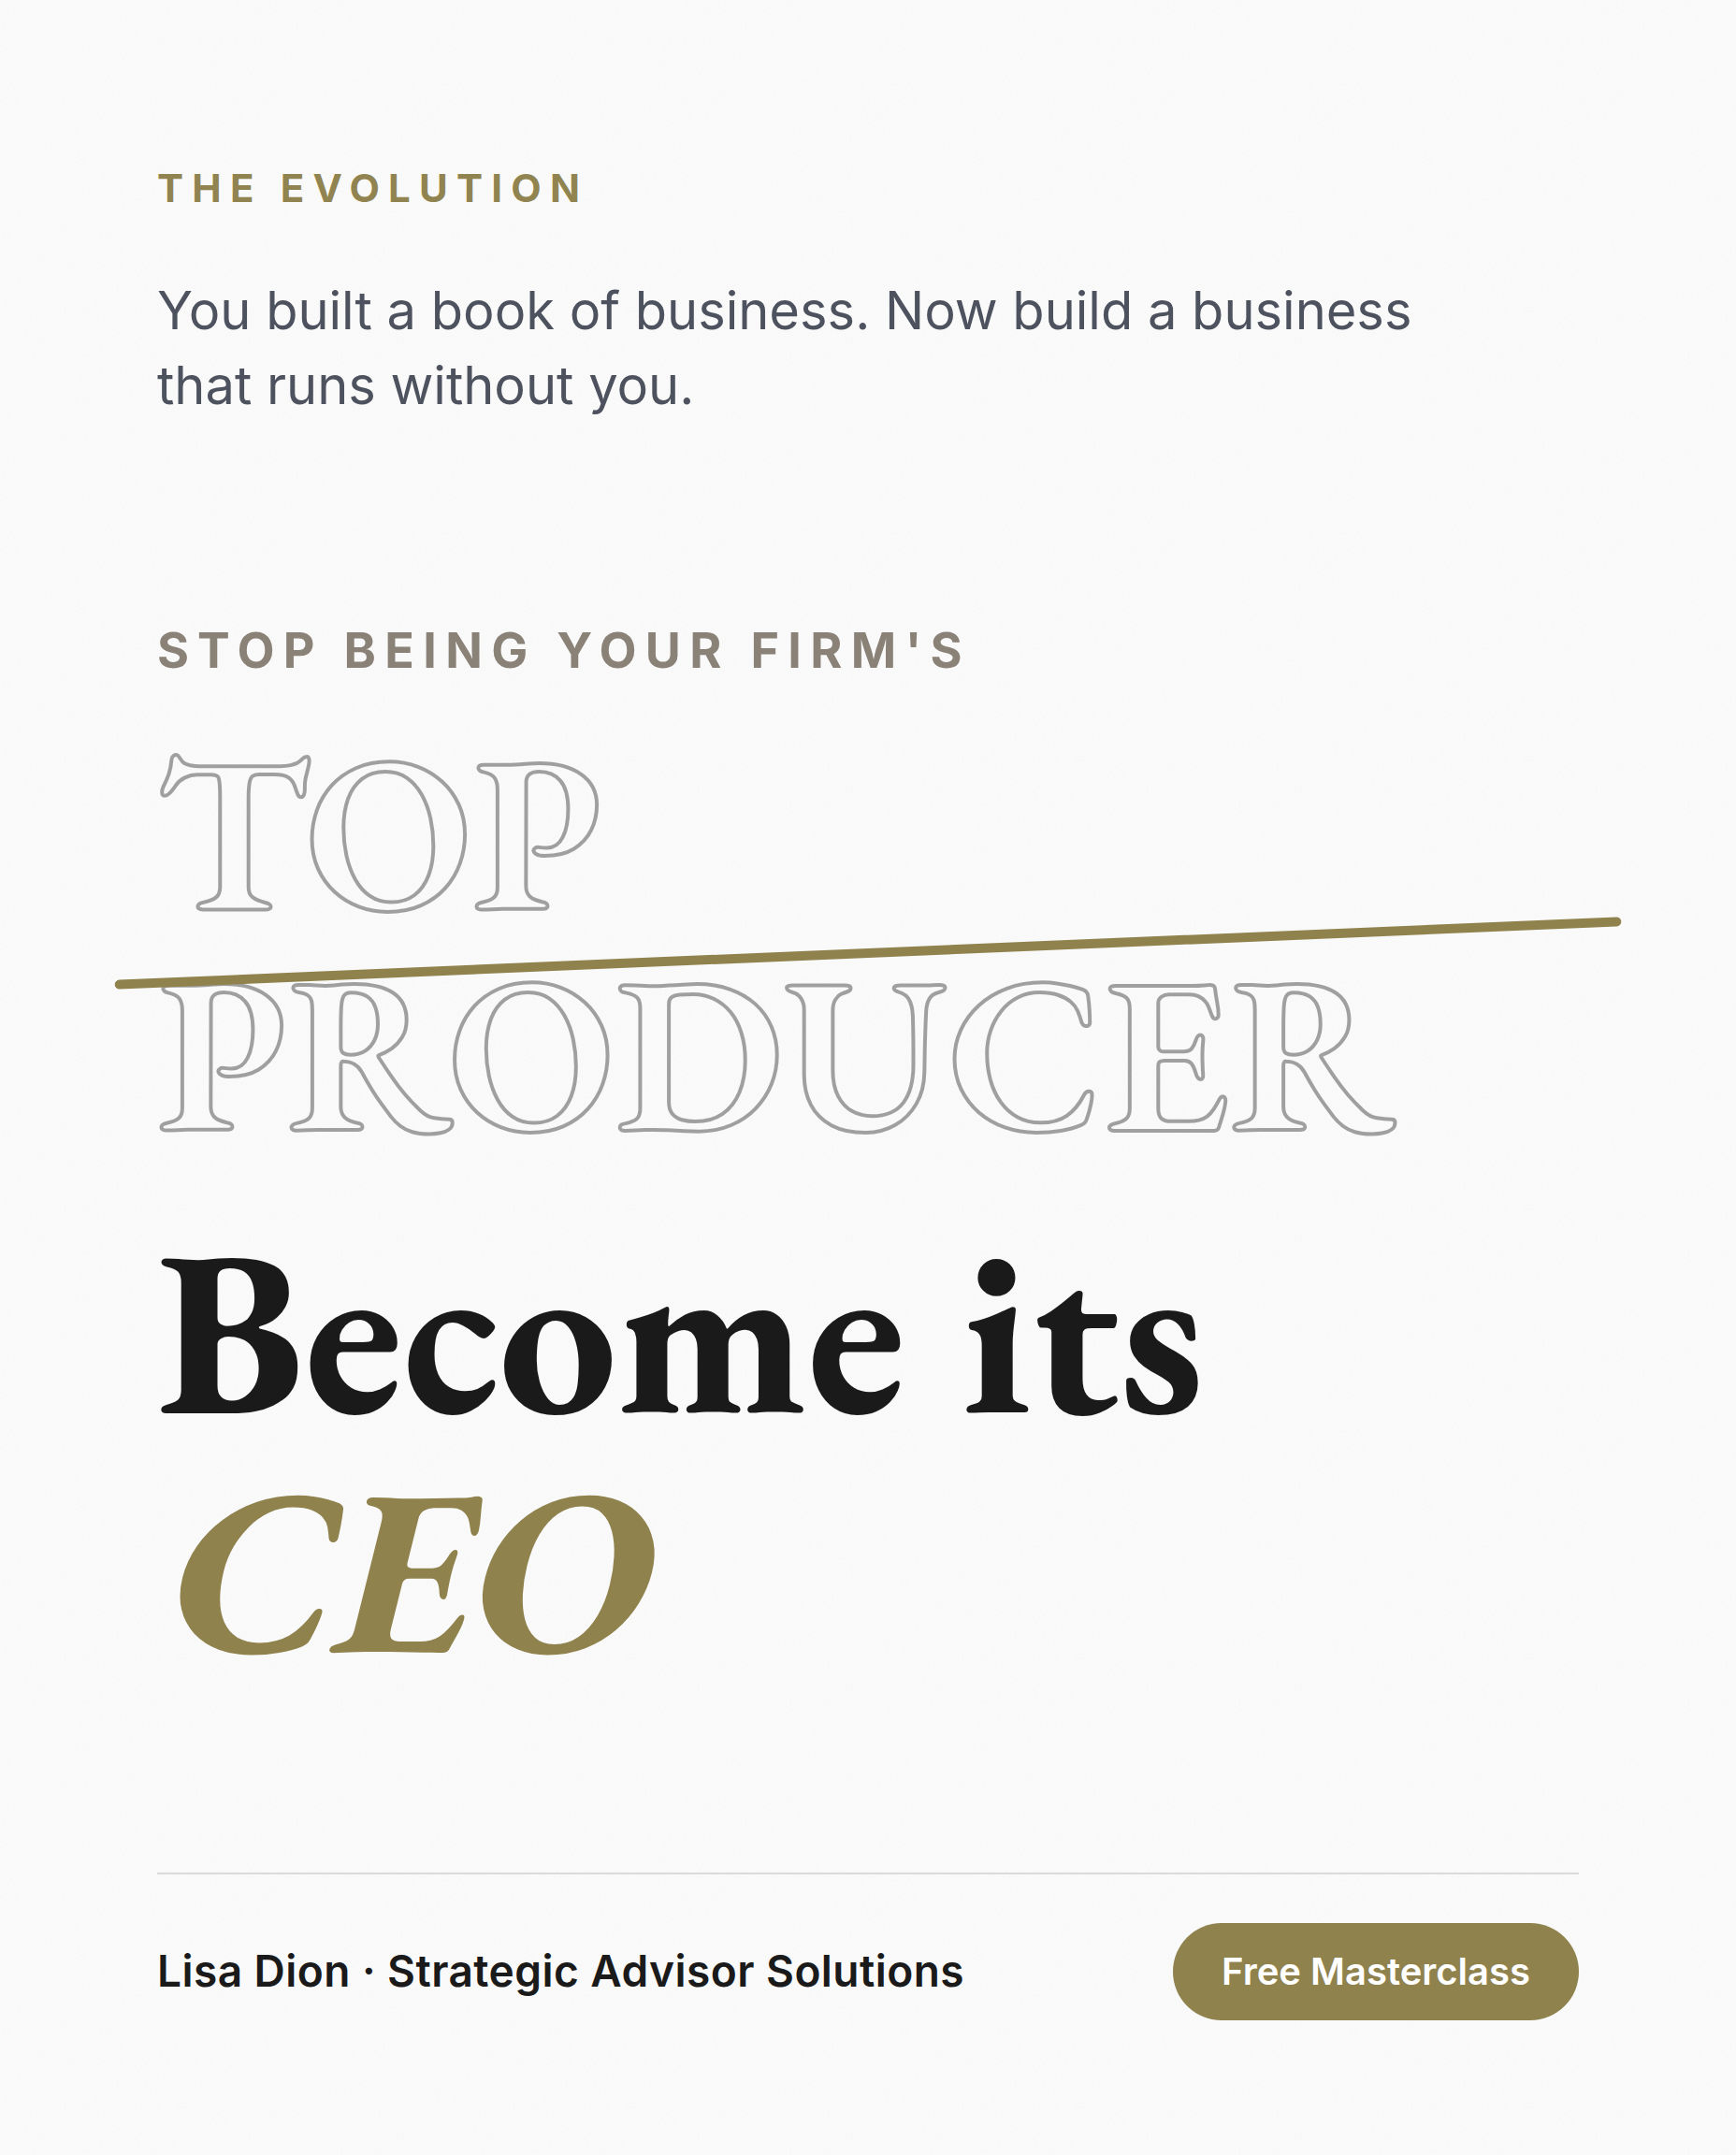 THE EVOLUTION
You built a book of business. Now build a business
that runs without you.
STOP BEING YOUR FIRM'S
TOP
PRODUCER
Become its
CEO
Lisa Dion · Strategic Advisor Solutions
Free Masterclass